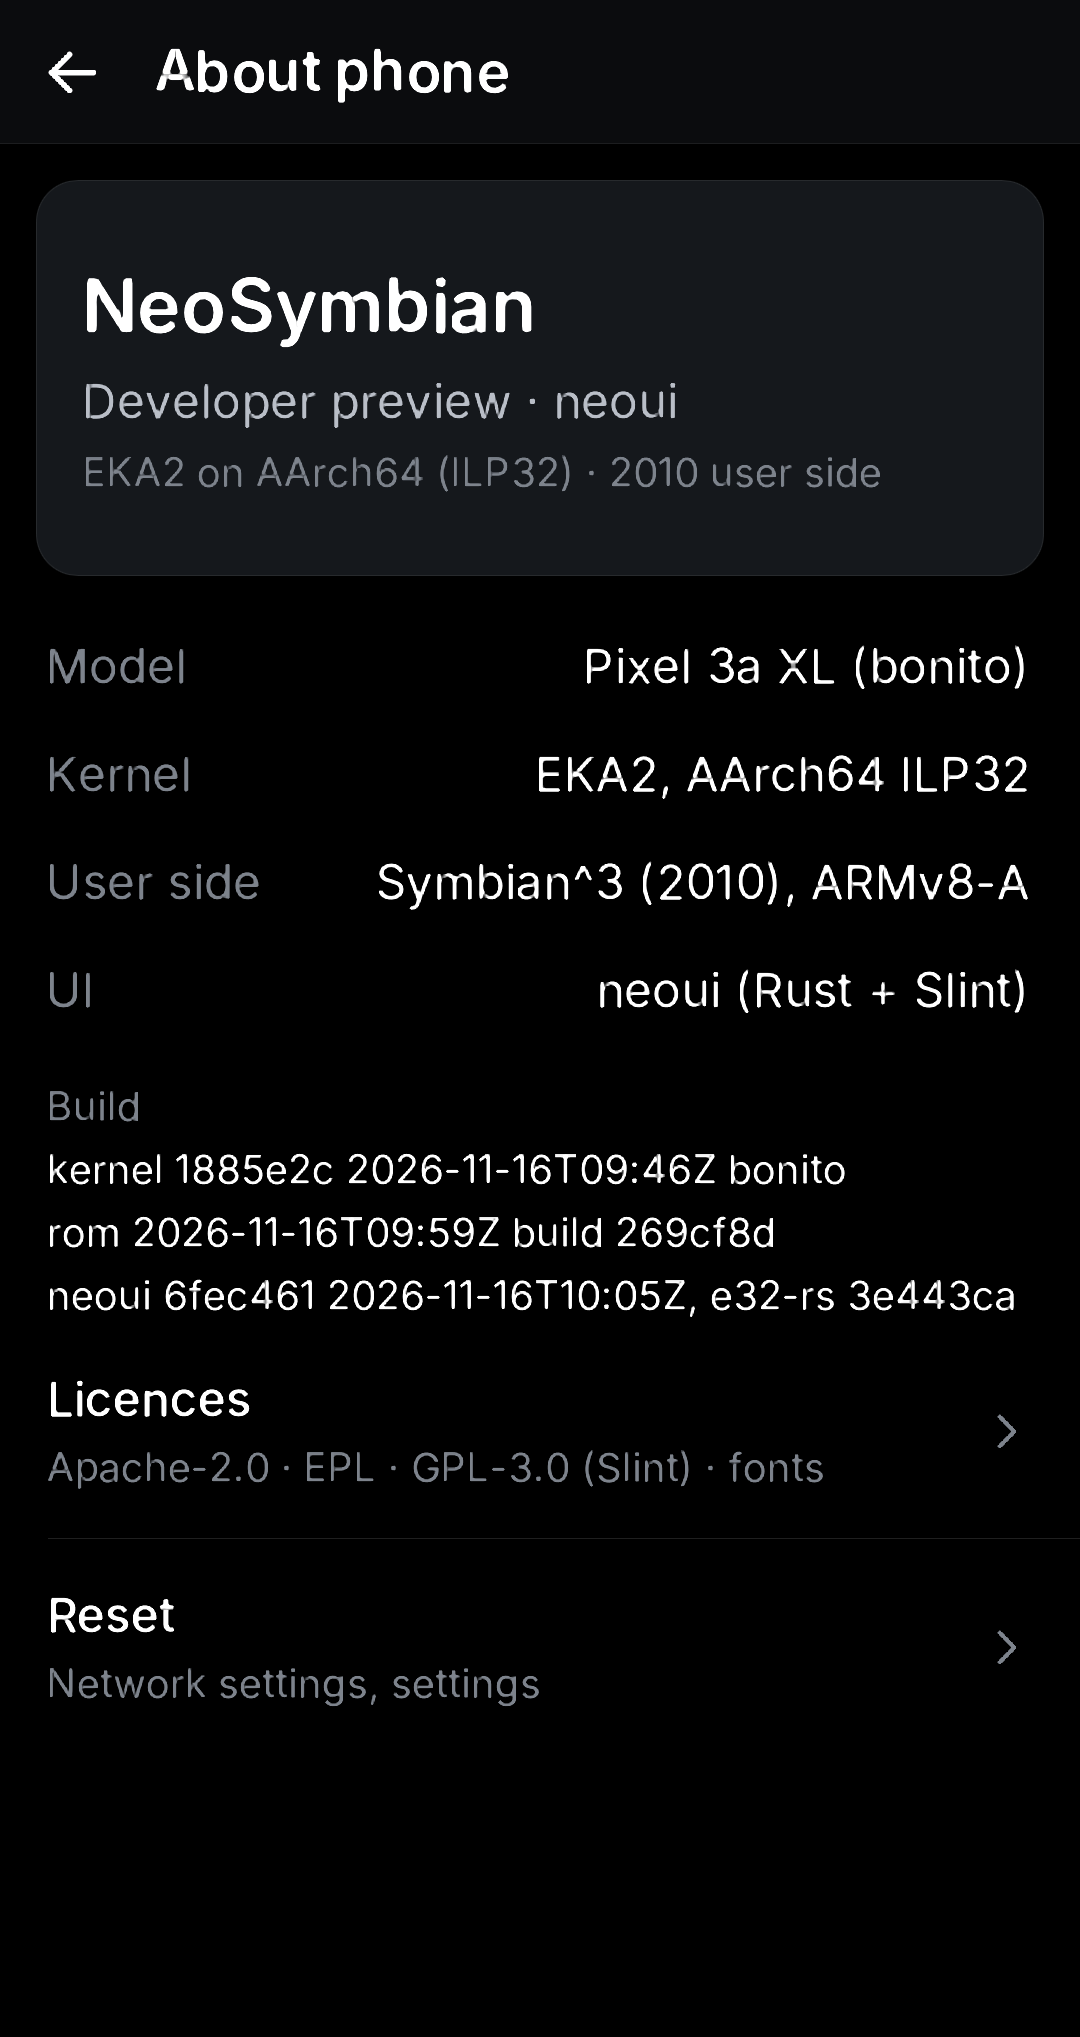 About phone
NeoSymbian
Developer preview · neoui
EKA2 on AArch64 (ILP32) · 2010 user side
Model Pixel 3a XL (bonito)
Kernel EKA2, AArch64 ILP32
User side Symbian^3 (2010), ARMv8-A
UI neoui (Rust + Slint)
Build
kernel 1885e2c 2026-11-16T09:46Z bonito
rom 2026-11-16T09:59Z build 269cf8d
neoui 6fec461 2026-11-16T10:05Z, e32-rs 3e443ca
Licences
Apache-2.0 · EPL · GPL-3.0 (Slint) · fonts
Reset
Network settings, settings